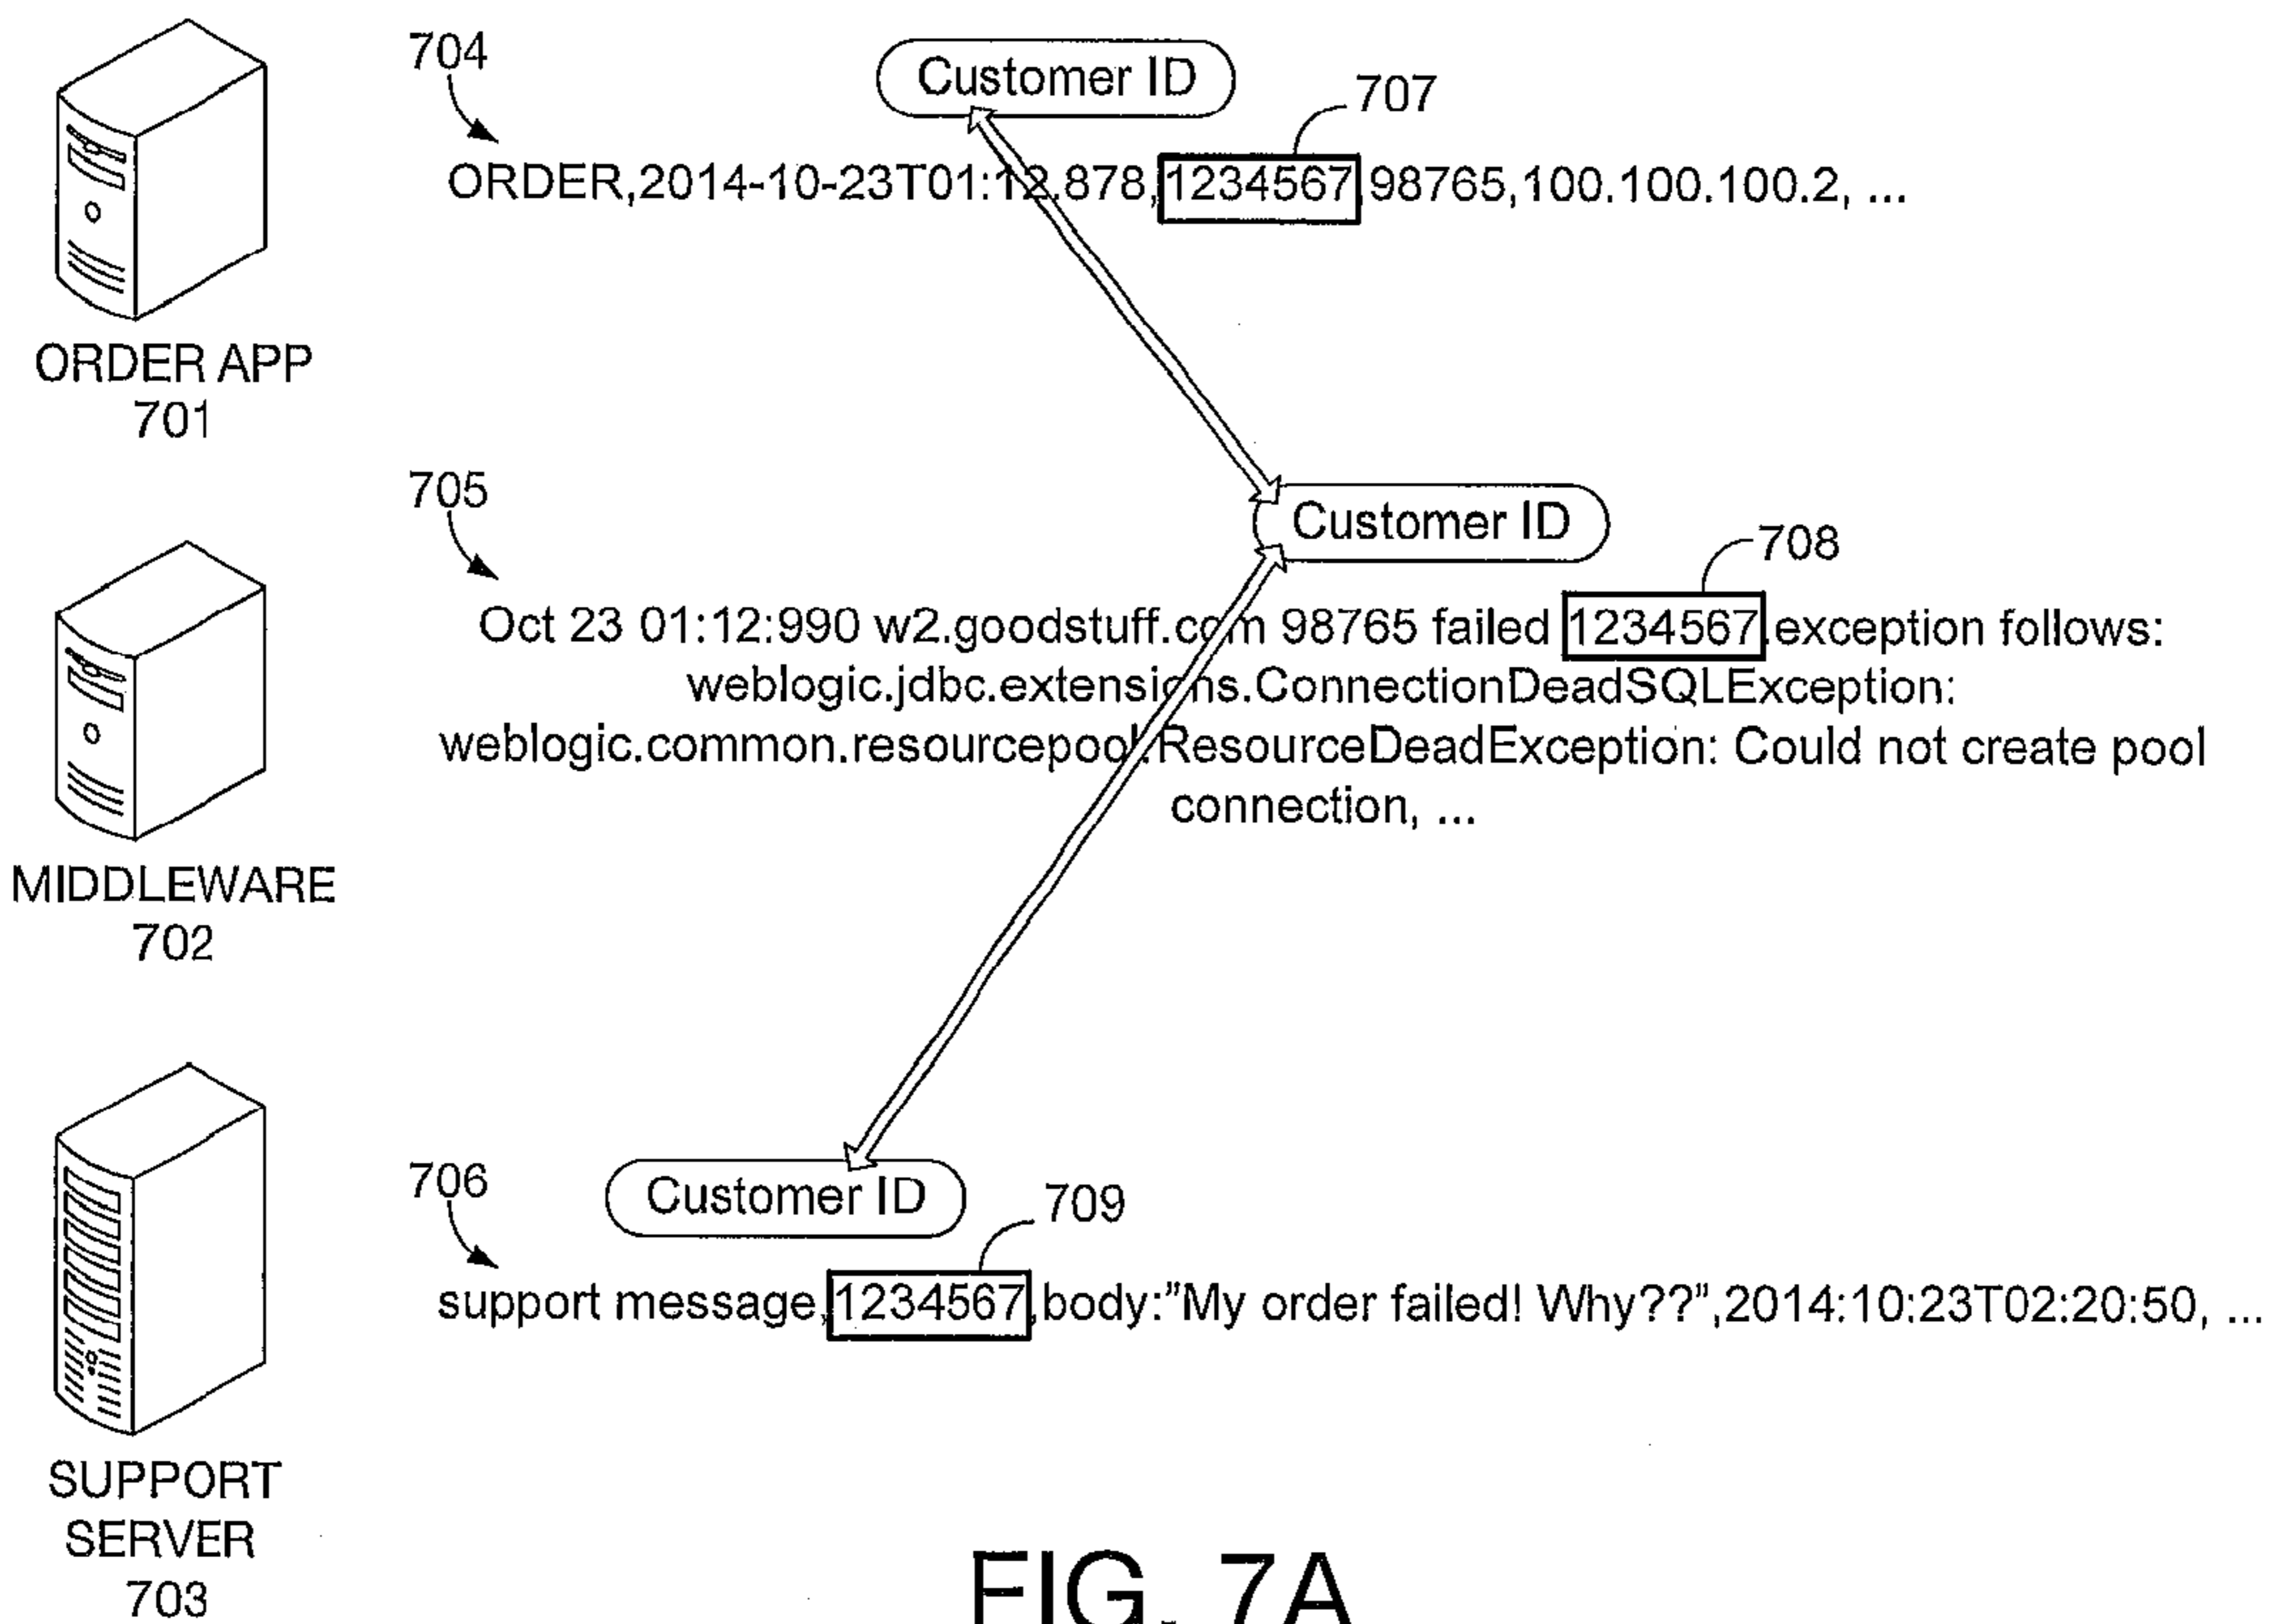 704
Customer ID
707
ORDER,2014-10-23T01:12.878,1234567,98765,100.100.100.2, ...
ORDER APP
701
705
Customer ID
708
Oct 23 01:12:990 w2.goodstuff.com 98765 failed 1234567.exception follows:
weblogic.jdbc.extensions.ConnectionDeadSQLException:
weblogic.common.resourcepool.ResourceDeadException: Could not create pool
connection, ...
MIDDLEWARE
702
706
Customer ID
709
support message,1234567,body:”My order failed! Why??”,2014:10:23T02:20:50, ...
SUPPORT
SERVER
703
FIG. 7A